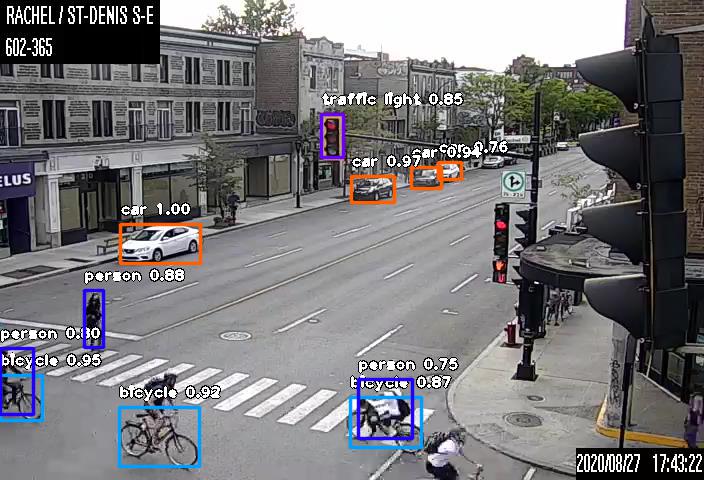 RACHEL / ST-DENIS S-E
602-365
traffic light 0.85
car 0.97
car 0.94
car 0.76
ELUS
car 1.00
person 0.88
person 0.80
bicycle 0.95
bicycle 0.92
person 0.75
bicycle 0.87
2020/08/27 17:43:22